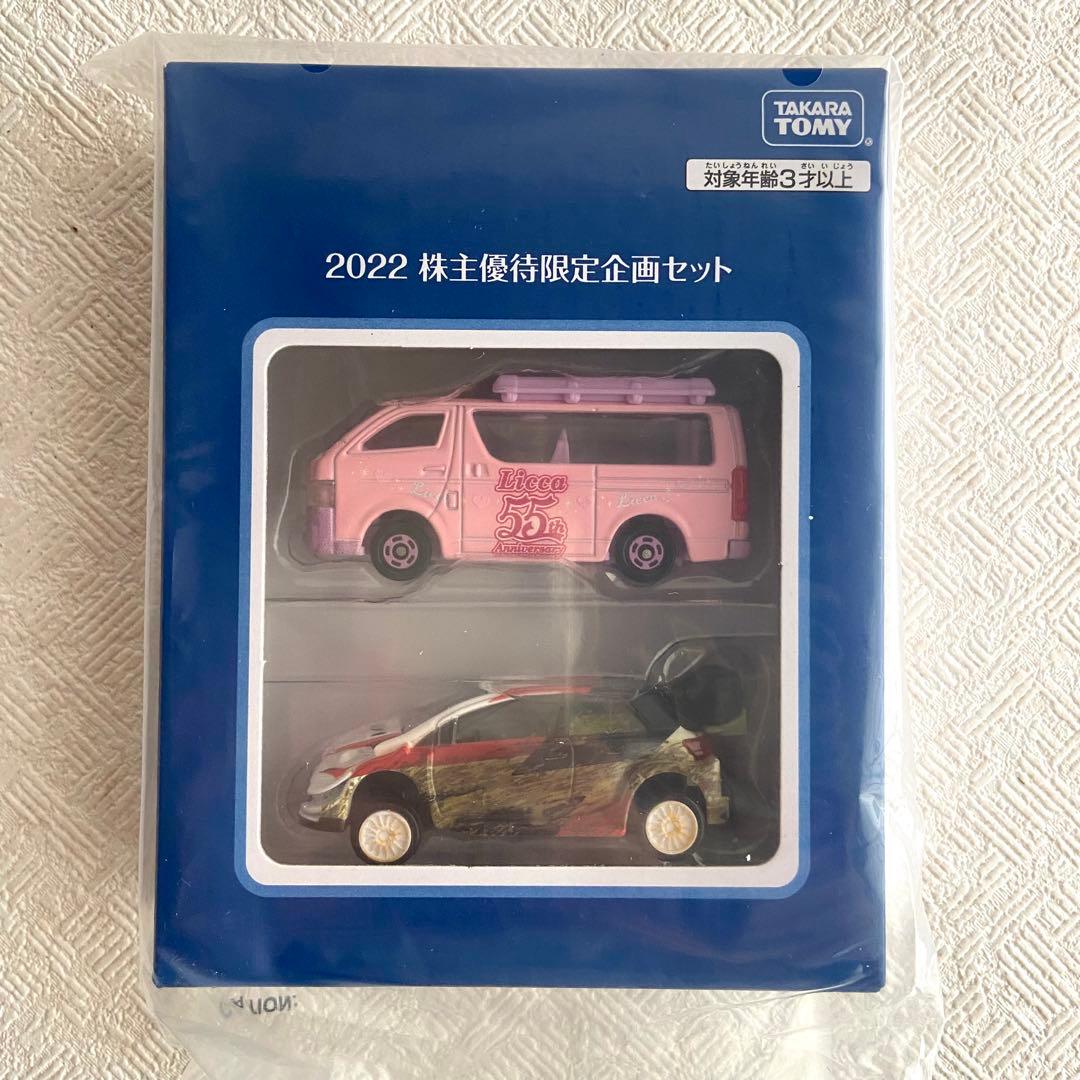 TAKARA
TOMY
たいしょうねんれい さいいじょう
対象年齢3才以上
2022 株主優待限定企画セット
Licca
55th
Anniversary
Licca